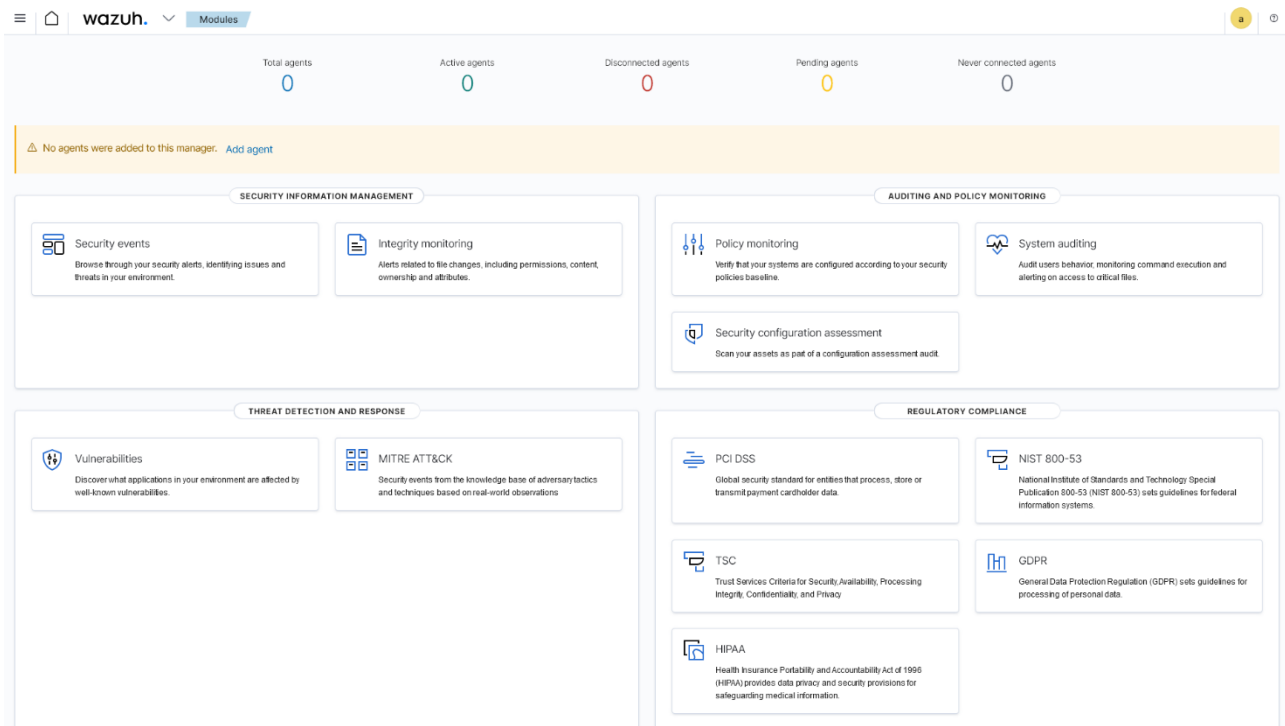 wazuh. Modules a
Total agents Active agents Disconnected agents Pending agents Never connected agents
0 0 0 0 0
No agents were added to this manager. Add agent
SECURITY INFORMATION MANAGEMENT
Security events
Browse through your security alerts, identifying issues and
threats in your environment.
Integrity monitoring
Alerts related to file changes, including permissions, content,
ownership and attributes.
AUDITING AND POLICY MONITORING
Policy monitoring
Verify that your systems are configured according to your security
policies baseline.
System auditing
Audit users behavior, monitoring command execution and
alerting on access to critical files.
Security configuration assessment
Scan your assets as part of a configuration assessment audit.
THREAT DETECTION AND RESPONSE
Vulnerabilities
Discover what applications in your environment are affected by
well-known vulnerabilities.
MITRE ATT&CK
Security events from the knowledge base of adversary tactics
and techniques based on real-world observations
REGULATORY COMPLIANCE
PCI DSS
Global security standard for entities that process, store or
transmit payment cardholder data.
NIST 800-53
National Institute of Standards and Technology Special
Publication 800-53 (NIST 800-53) sets guidelines for federal
information systems.
TSC
Trust Services Criteria for Security, Availability, Processing
Integrity, Confidentiality, and Privacy
GDPR
General Data Protection Regulation (GDPR) sets guidelines for
processing of personal data.
HIPAA
Health Insurance Portability and Accountability Act of 1996
(HIPAA) provides data privacy and security provisions for
safeguarding medical information.